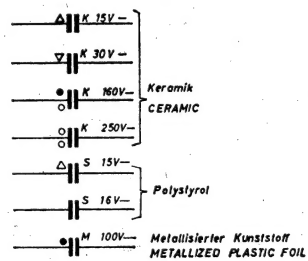 K 15V—
K 30V—
K 160V—
K 250V—
Keramik
CERAMIC
S 15V—
S 16V—
Polystyrol
M 100V—
Metallisierter Kunststoff
METALLIZED PLASTIC FOIL